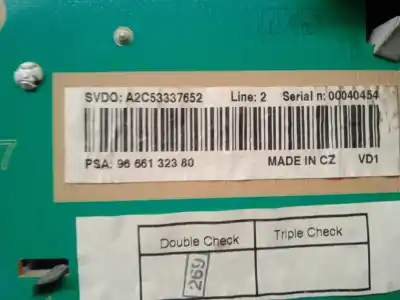 SVDO: A2C53337652 Line: 2 Serial n: 00040454
PSA: 96 661 323 80 MADE IN CZ VD1
7
Double Check Triple Check
269